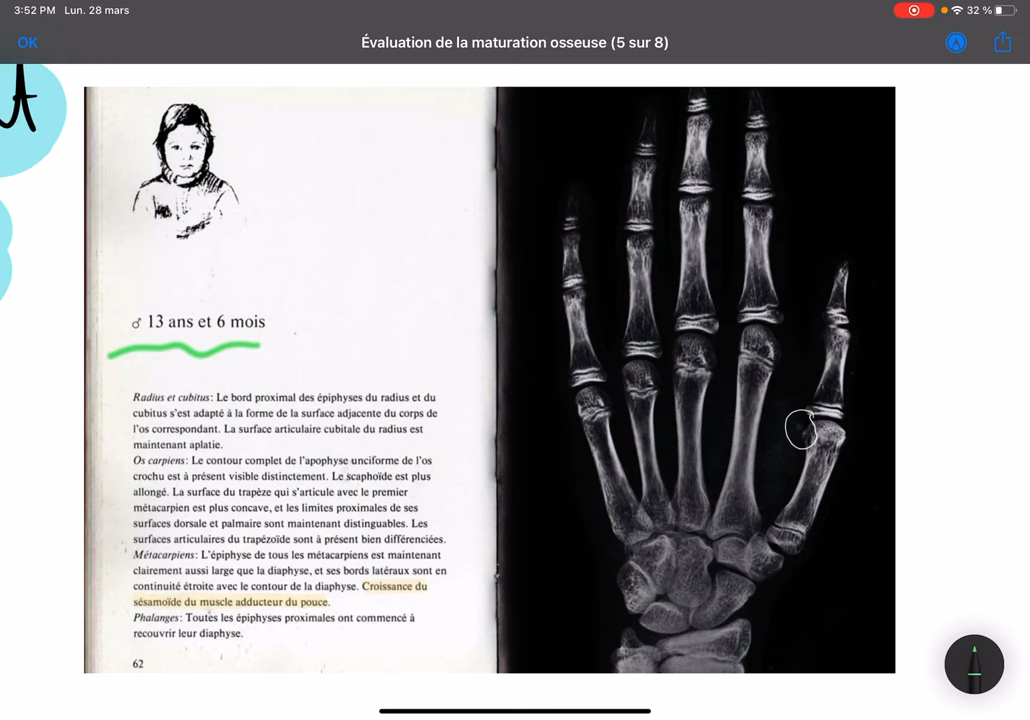 3:52 PM Lun. 28 mars
32 %
OK
Évaluation de la maturation osseuse (5 sur 8)
♂ 13 ans et 6 mois
Radius et cubitus: Le bord proximal des épiphyses du radius et du
cubitus s'est adapté à la forme de la surface adjacente du corps de
l'os correspondant. La surface articulaire cubitale du radius est
maintenant aplatie.
Os carpiens: Le contour complet de l'apophyse unciforme de l'os
crochu est à présent visible distinctement. Le scaphoïde est plus
allongé. La surface du trapèze qui s'articule avec le premier
métacarpien est plus concave, et les limites proximales de ses
surfaces dorsale et palmaire sont maintenant distinguables. Les
surfaces articulaires du trapézoïde sont à présent bien différenciées.
Métacarpiens: L'épiphyse de tous les métacarpiens est maintenant
clairement aussi large que la diaphyse, et ses bords latéraux sont en
continuité étroite avec le contour de la diaphyse. Croissance du
sésamoïde du muscle adducteur du pouce.
Phalanges: Toutes les épiphyses proximales ont commencé à
recouvrir leur diaphyse.
62